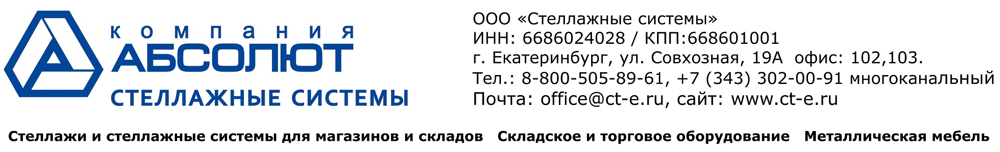 компания
АБСОЛЮТ
СТЕЛЛАЖНЫЕ СИСТЕМЫ
ООО «Стеллажные системы»
ИНН: 6686024028 / КПП:668601001
г. Екатеринбург, ул. Совхозная, 19А офис: 102,103.
Тел.: 8-800-505-89-61, +7 (343) 302-00-91 многоканальный
Почта: office@ct-e.ru, сайт: www.ct-e.ru
Стеллажи и стеллажные системы для магазинов и складов Складское и торговое оборудование Металлическая мебель